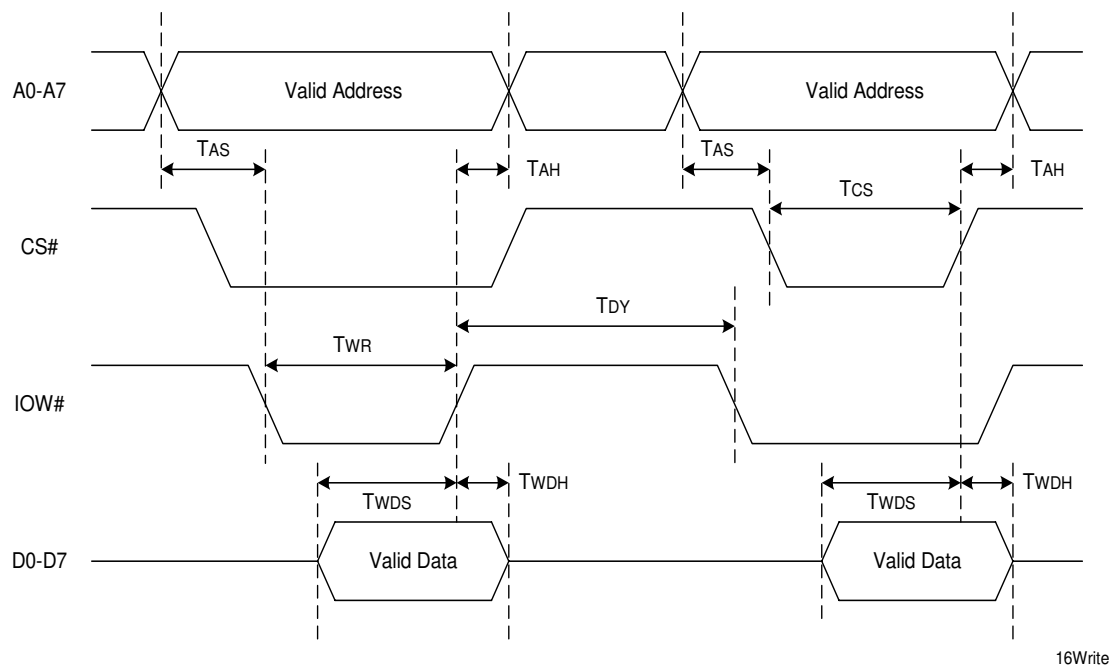 A0-A7
Valid Address
Valid Address
TAS
TAH
TAS
TAH
TCS
CS#
TDY
TWR
IOW#
TWDS
TWDH
TWDS
TWDH
D0-D7
Valid Data
Valid Data
16Write